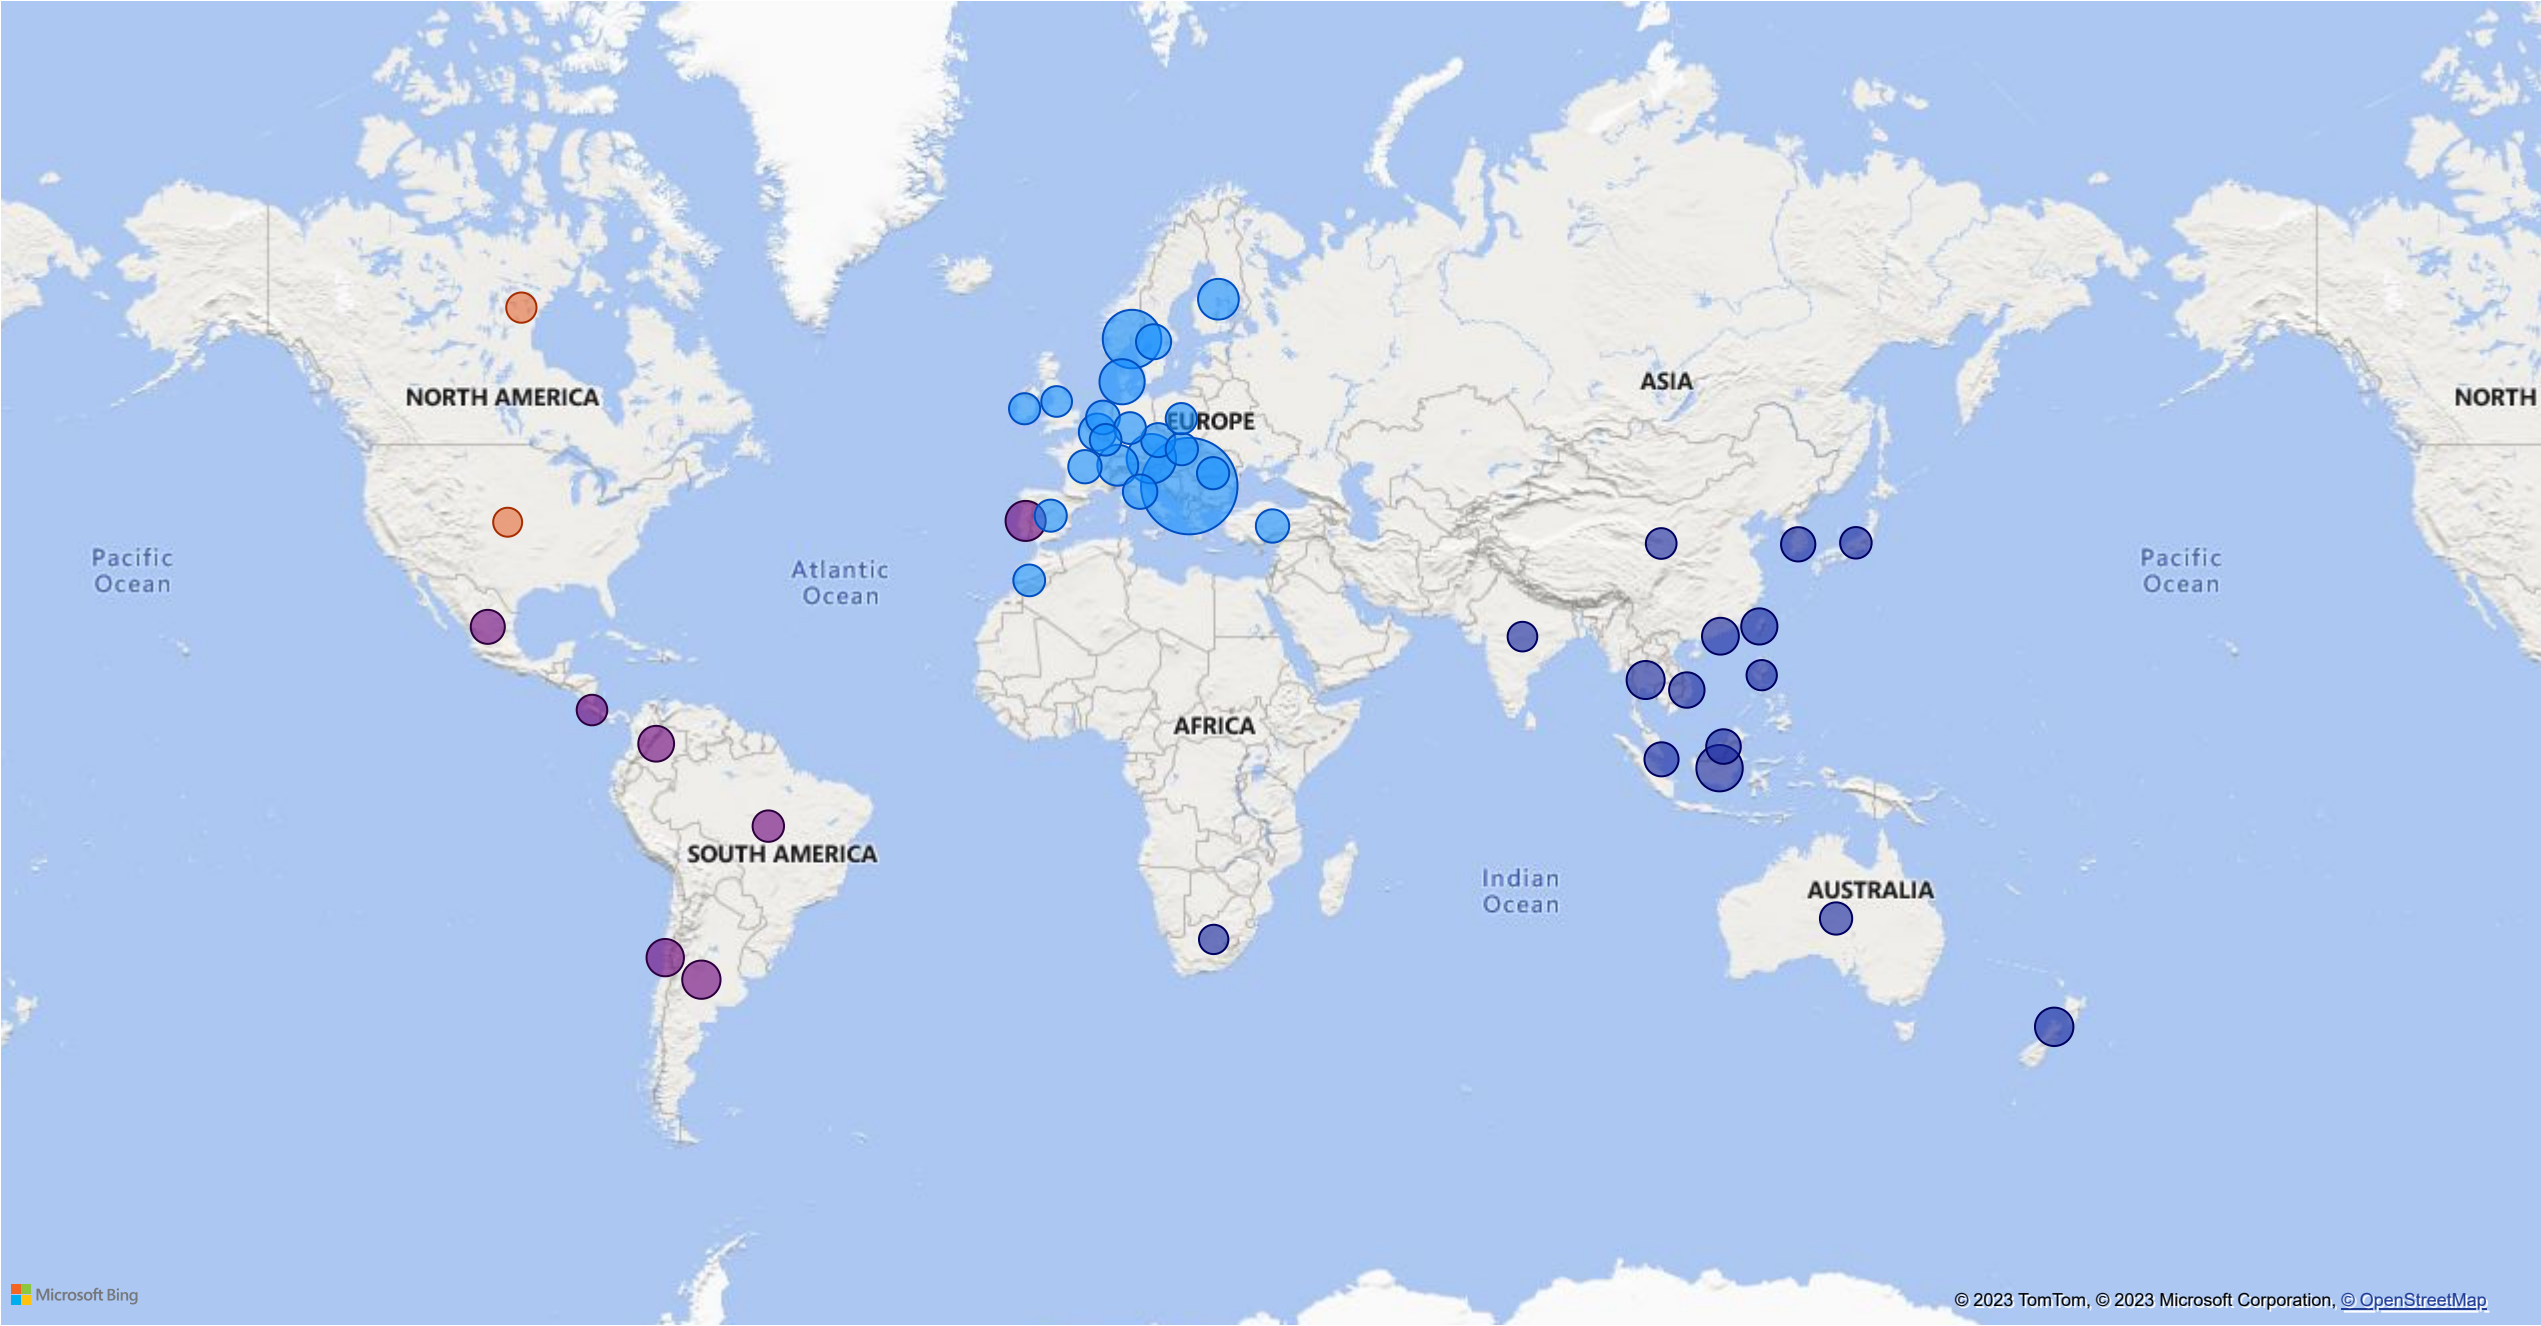 NORTH AMERICA
ASIA
NORTH
EUROPE
Pacific
Ocean
Atlantic
Ocean
Pacific
Ocean
AFRICA
SOUTH AMERICA
Indian
Ocean
AUSTRALIA
Microsoft Bing
© 2023 TomTom, © 2023 Microsoft Corporation, © OpenStreetMap